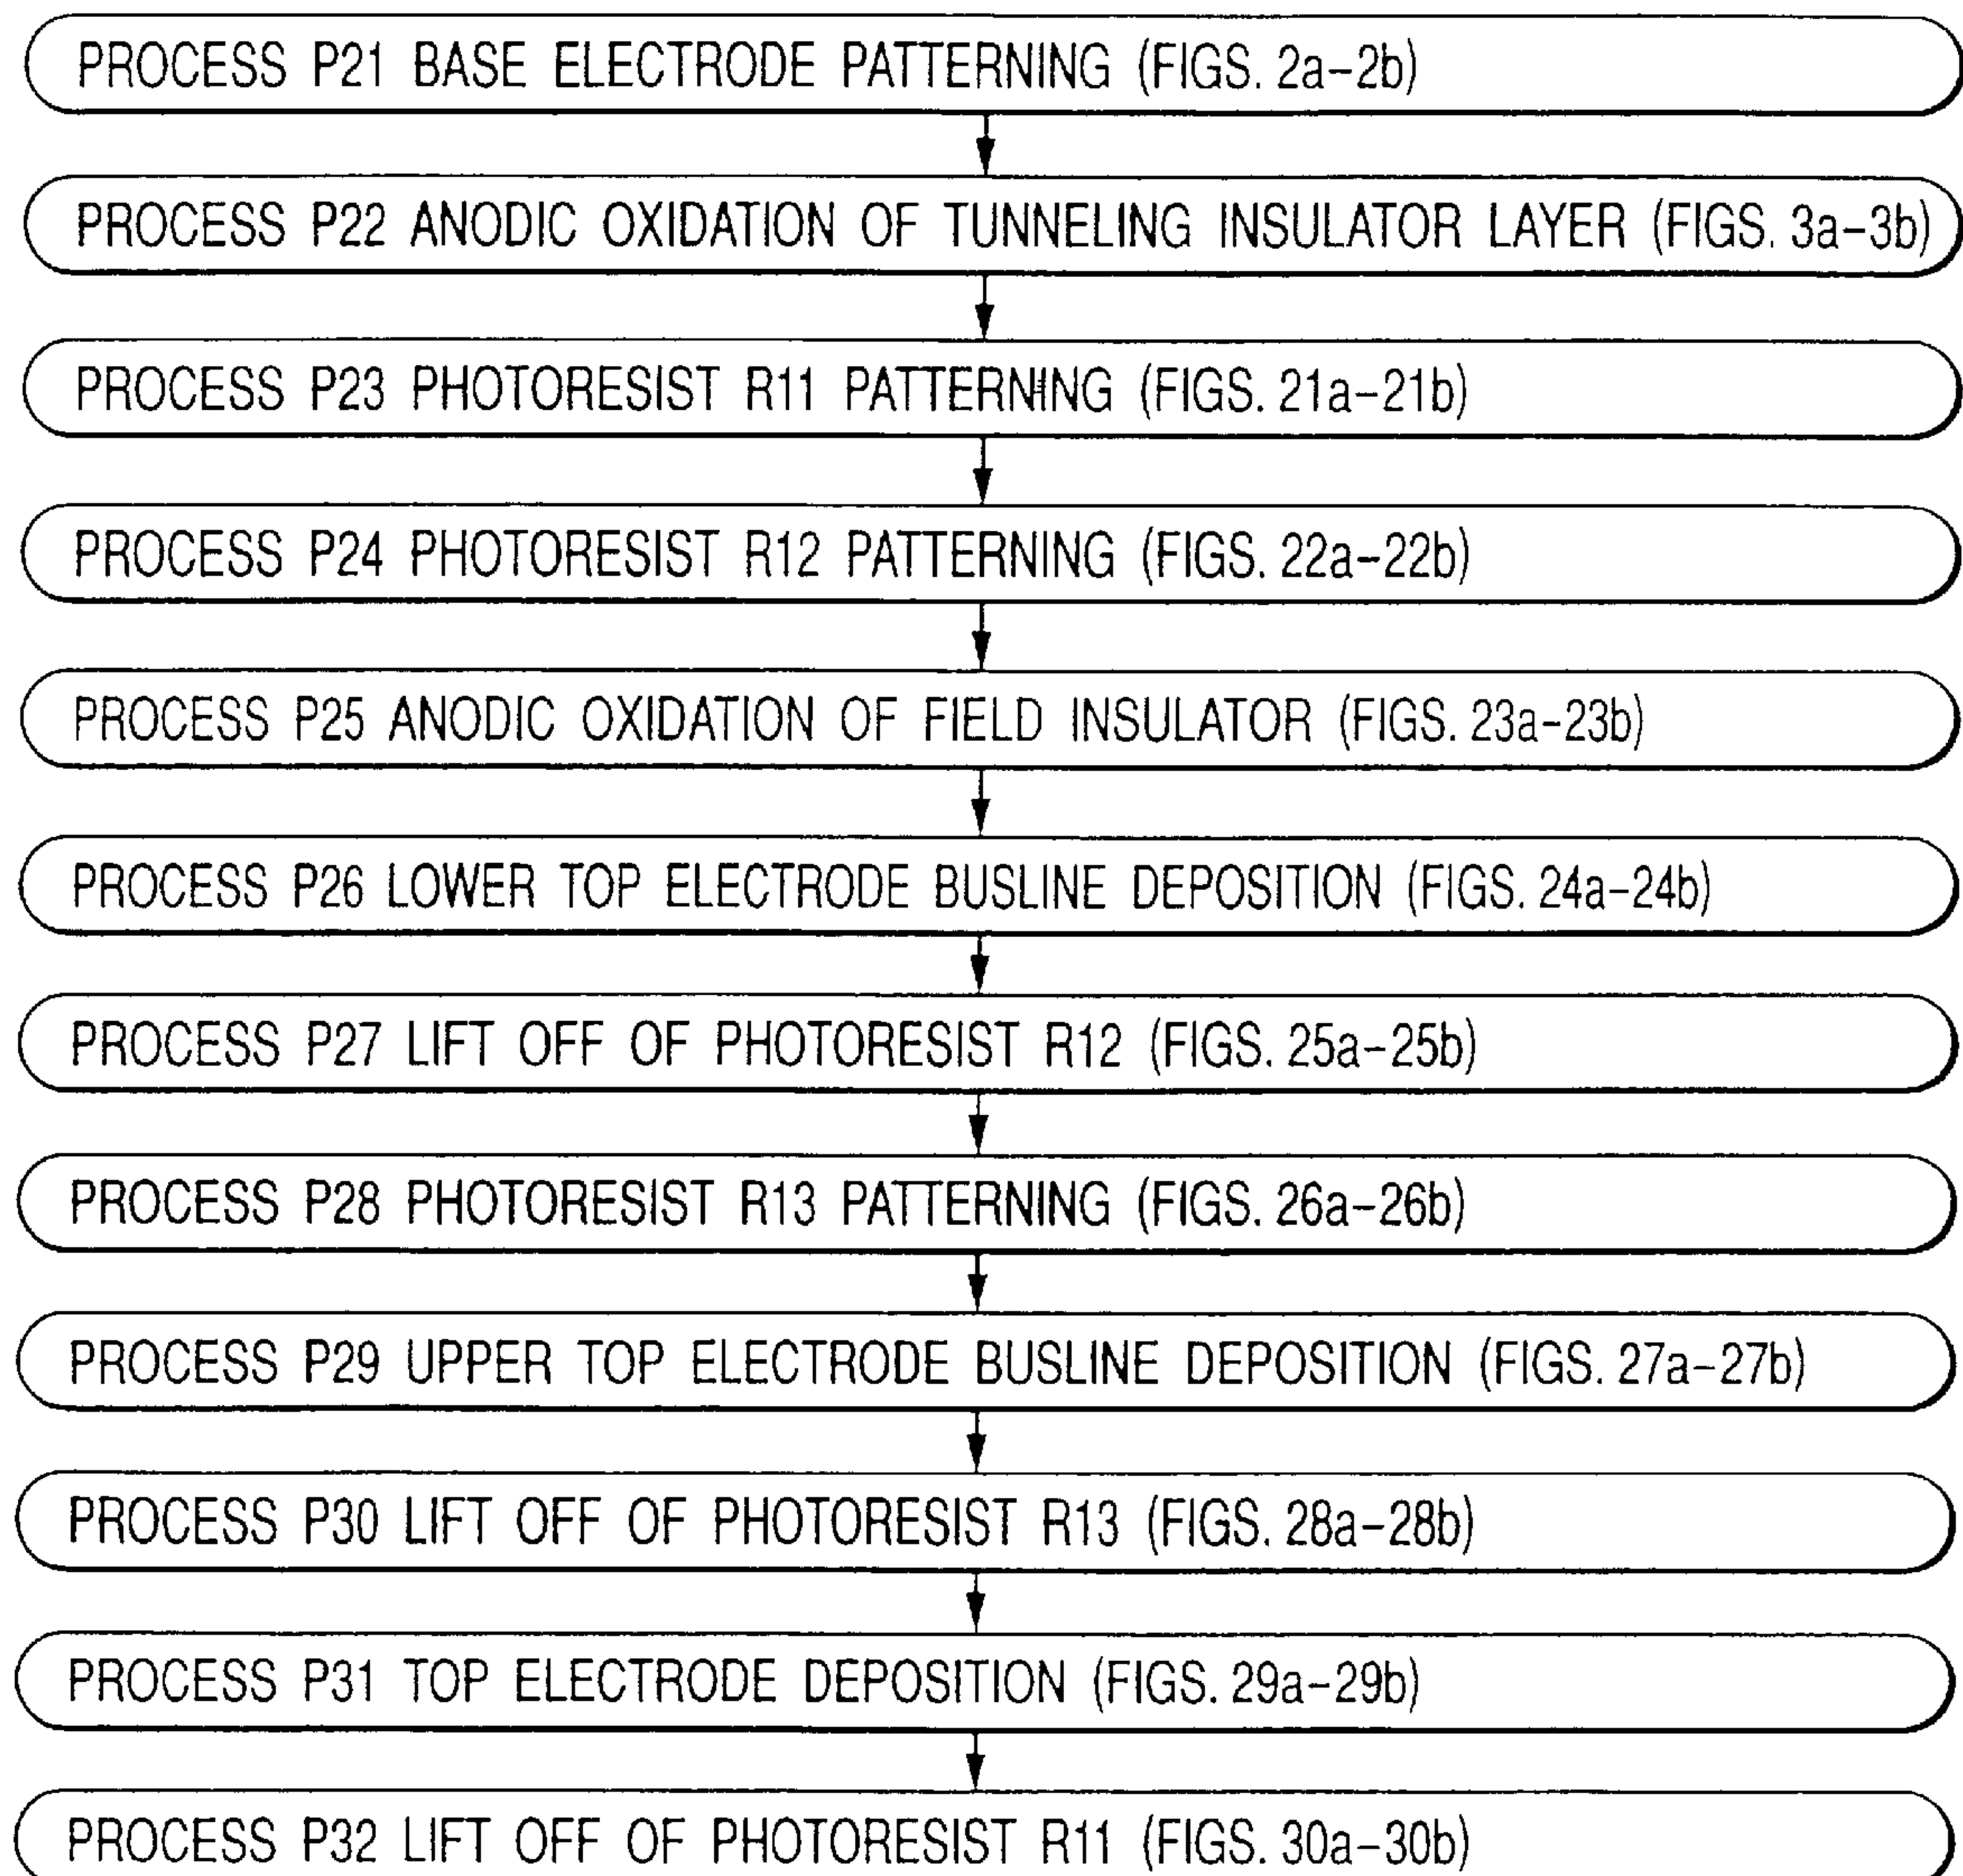 PROCESS P21 BASE ELECTRODE PATTERNING (FIGS. 2a-2b)
PROCESS P22 ANODIC OXIDATION OF TUNNELING INSULATOR LAYER (FIGS. 3a-3b)
PROCESS P23 PHOTORESIST R11 PATTERNING (FIGS. 21a-21b)
PROCESS P24 PHOTORESIST R12 PATTERNING (FIGS. 22a-22b)
PROCESS P25 ANODIC OXIDATION OF FIELD INSULATOR (FIGS. 23a-23b)
PROCESS P26 LOWER TOP ELECTRODE BUSLINE DEPOSITION (FIGS. 24a-24b)
PROCESS P27 LIFT OFF OF PHOTORESIST R12 (FIGS. 25a-25b)
PROCESS P28 PHOTORESIST R13 PATTERNING (FIGS. 26a-26b)
PROCESS P29 UPPER TOP ELECTRODE BUSLINE DEPOSITION (FIGS. 27a-27b)
PROCESS P30 LIFT OFF OF PHOTORESIST R13 (FIGS. 28a-28b)
PROCESS P31 TOP ELECTRODE DEPOSITION (FIGS. 29a-29b)
PROCESS P32 LIFT OFF OF PHOTORESIST R11 (FIGS. 30a-30b)